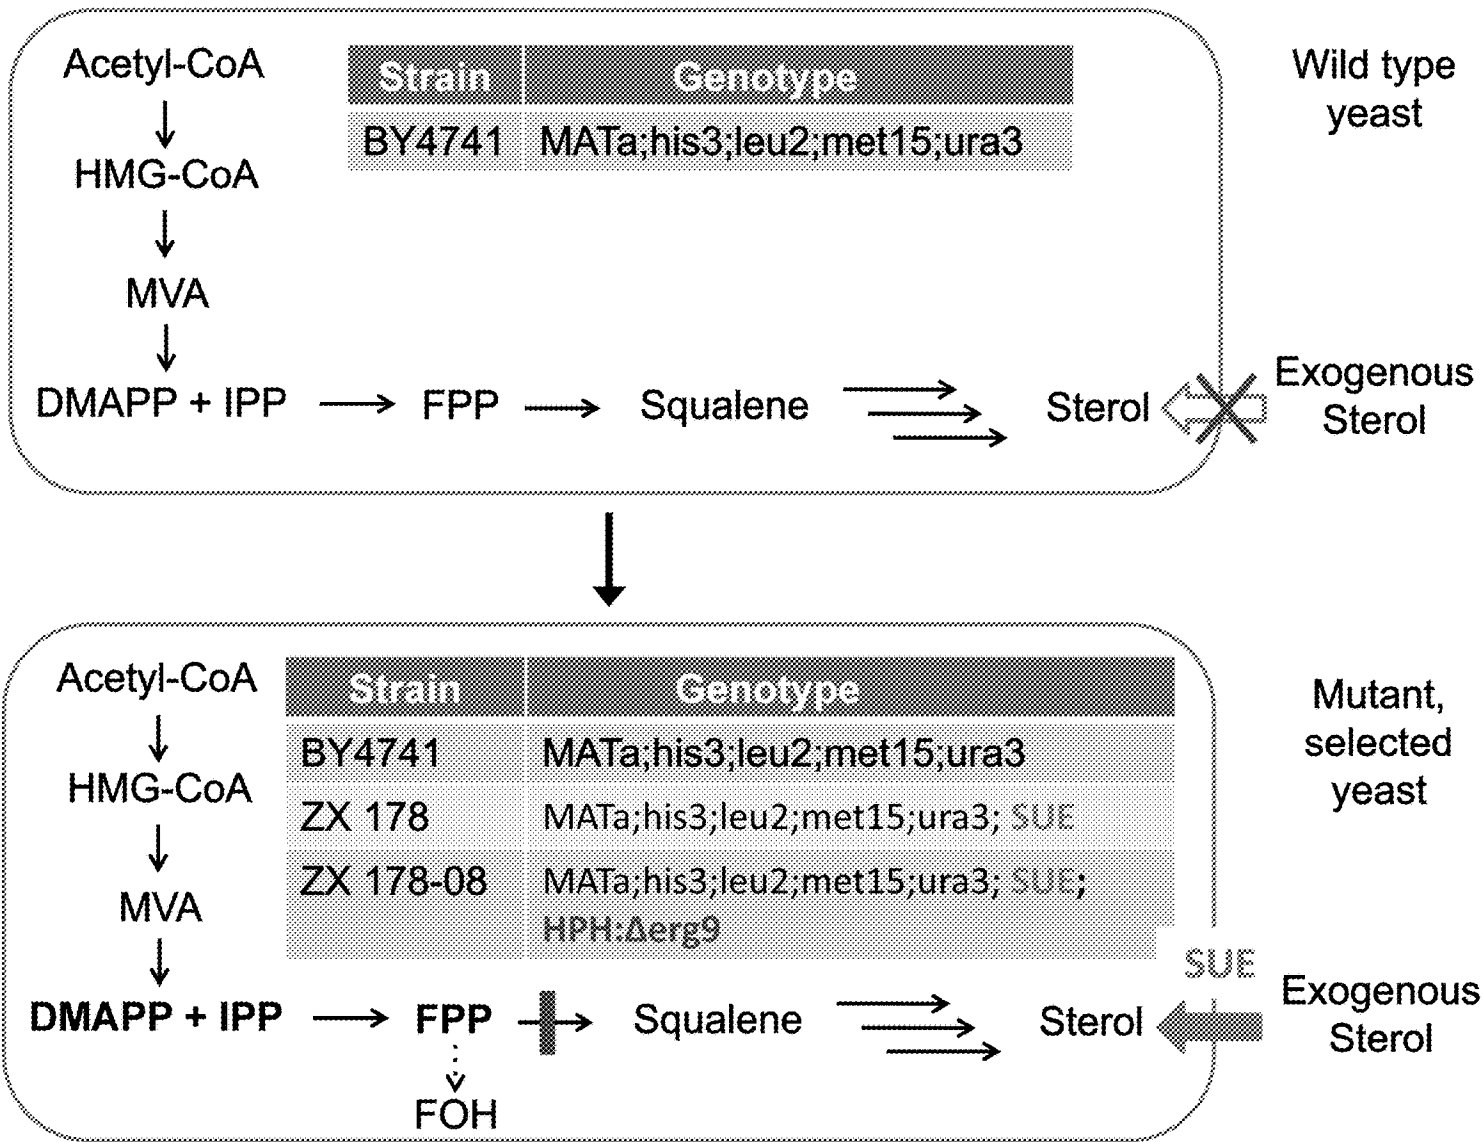 Acetyl-CoA
Strain Genotype
BY4741 MATa;his3;leu2;met15;ura3
Wild type
yeast
HMG-CoA
MVA
DMAPP + IPP FPP Squalene Sterol
Exogenous
Sterol
Acetyl-CoA
Strain Genotype
BY4741 MATa;his3;leu2;met15;ura3
ZX 178 MATa;his3;leu2;met15;ura3; SUE
ZX 178-08 MATa;his3;leu2;met15;ura3; SUE;
HPH:Δerg9
Mutant,
selected
yeast
HMG-CoA
MVA
SUE
DMAPP + IPP FPP Squalene Sterol
Exogenous
Sterol
FOH